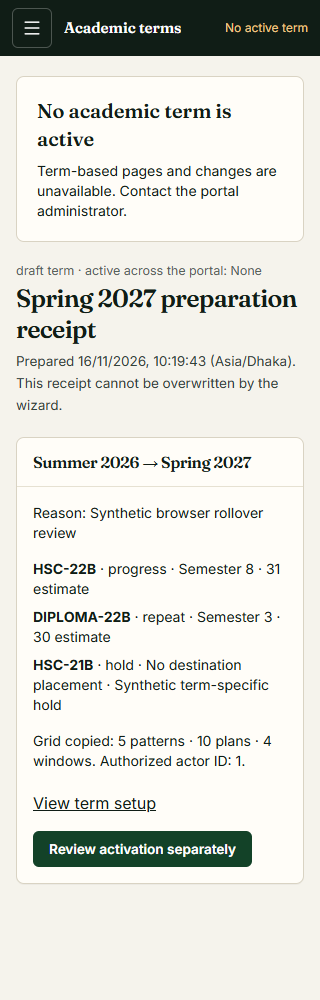 Academic terms
No active term
No academic term is
active
Term-based pages and changes are
unavailable. Contact the portal
administrator.
draft term · active across the portal: None
Spring 2027 preparation
receipt
Prepared 16/11/2026, 10:19:43 (Asia/Dhaka).
This receipt cannot be overwritten by the
wizard.
Summer 2026 → Spring 2027
Reason: Synthetic browser rollover
review
HSC-22B · progress · Semester 8 · 31
estimate
DIPLOMA-22B · repeat · Semester 3 ·
30 estimate
HSC-21B · hold · No destination
placement · Synthetic term-specific
hold
Grid copied: 5 patterns · 10 plans · 4
windows. Authorized actor ID: 1.
View term setup
Review activation separately